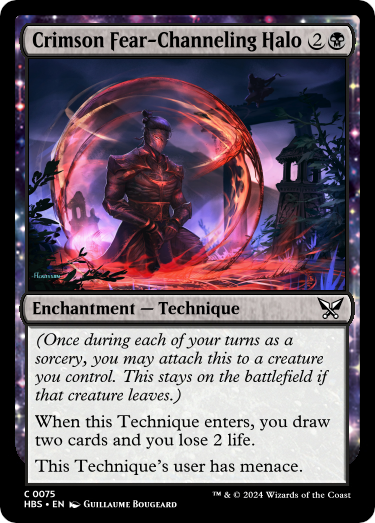 Crimson Fear-Channeling Halo 2
Enchantment — Technique
(Once during each of your turns as a
sorcery, you may attach this to a creature
you control. This stays on the battlefield if
that creature leaves.)
When this Technique enters, you draw
two cards and you lose 2 life.
This Technique's user has menace.
C 0075
HBS • EN Guillaume Bougeard
™ & © 2024 Wizards of the Coast